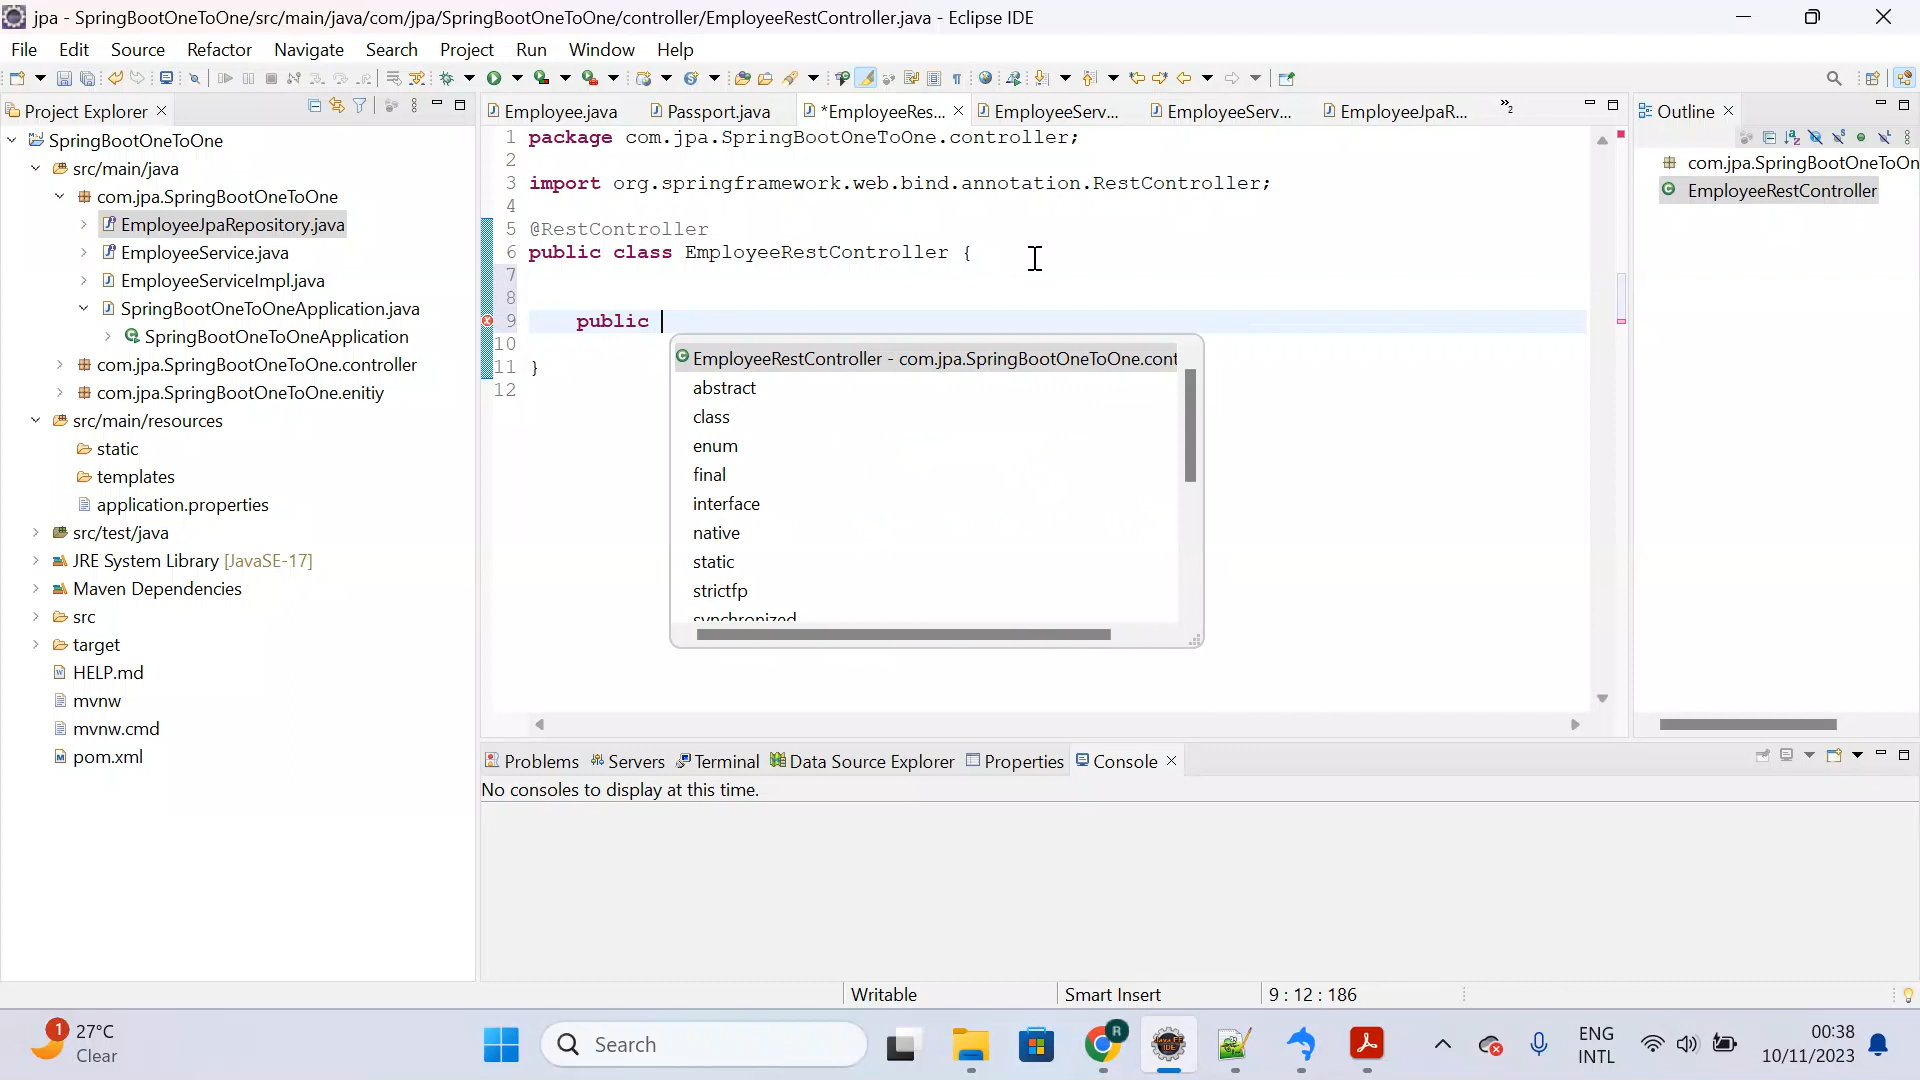 jpa - SpringBootOneToOne/src/main/java/com/jpa/SpringBootOneToOne/controller/EmployeeRestController.java - Eclipse IDE
File Edit Source Refactor Navigate Search Project Run Window Help
Project Explorer
SpringBootOneToOne
src/main/java
com.jpa.SpringBootOneToOne
EmployeeJpaRepository.java
EmployeeService.java
EmployeeServiceImpl.java
SpringBootOneToOneApplication.java
SpringBootOneToOneApplication
com.jpa.SpringBootOneToOne.controller
com.jpa.SpringBootOneToOne.enitiy
src/main/resources
static
templates
application.properties
src/test/java
JRE System Library [JavaSE-17]
Maven Dependencies
src
target
HELP.md
mvnw
mvnw.cmd
pom.xml
Employee.java Passport.java *EmployeeRes... EmployeeServ... EmployeeServ... EmployeeJpaR... »2
1 package com.jpa.SpringBootOneToOne.controller;
2
3 import org.springframework.web.bind.annotation.RestController;
4
5 @RestController
6 public class EmployeeRestController {
7
8
9 public
10
11 }
12
EmployeeRestController - com.jpa.SpringBootOneToOne.cont
abstract
class
enum
final
interface
native
static
strictfp
synchronized
Outline
com.jpa.SpringBootOneToOn
EmployeeRestController
Problems Servers Terminal Data Source Explorer Properties Console
No consoles to display at this time.
Writable Smart Insert 9 : 12 : 186
1 27°C
Clear
Search
R
ENG
INTL
00:38
10/11/2023